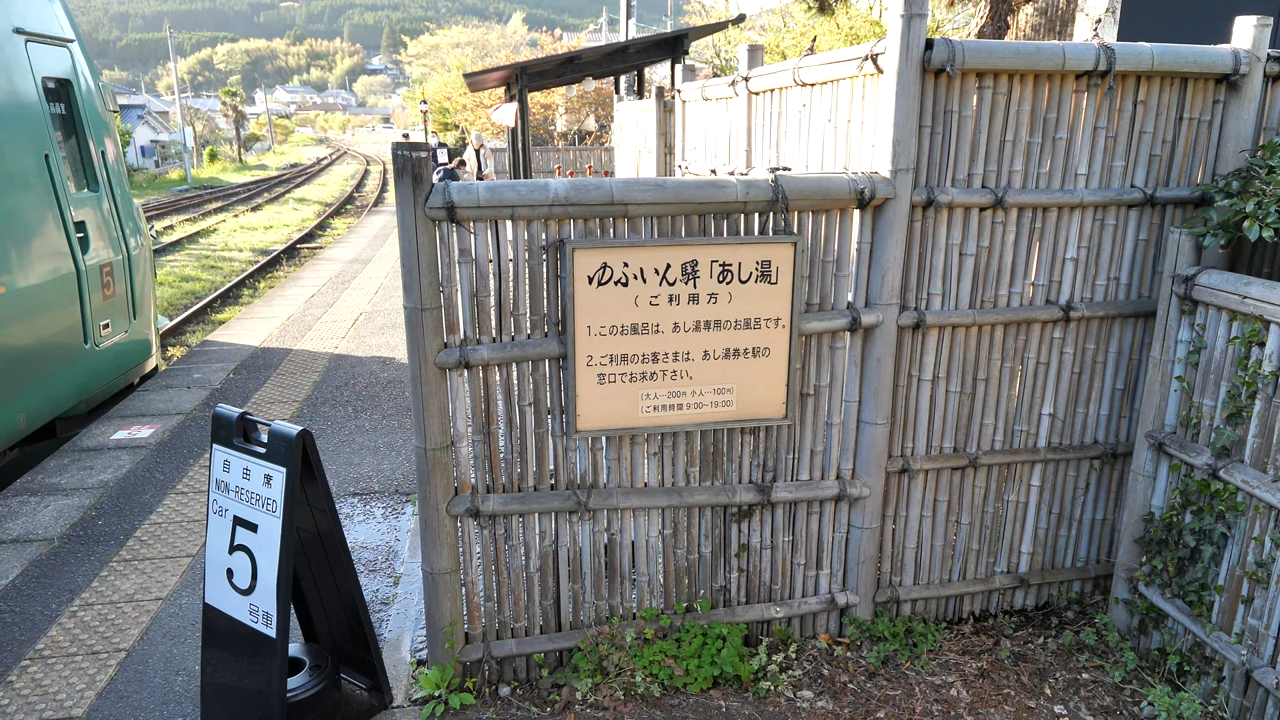 ゆふいん驛「あし湯」
（ご利用方）
1.このお風呂は、あし湯専用のお風呂です。
2.ご利用のお客さまは、あし湯券を駅の
窓口でお求め下さい。
（大人…200円 小人…100円）
（ご利用時間 9:00~19:00）
自由席
NON-RESERVED
Car
5
号車
5